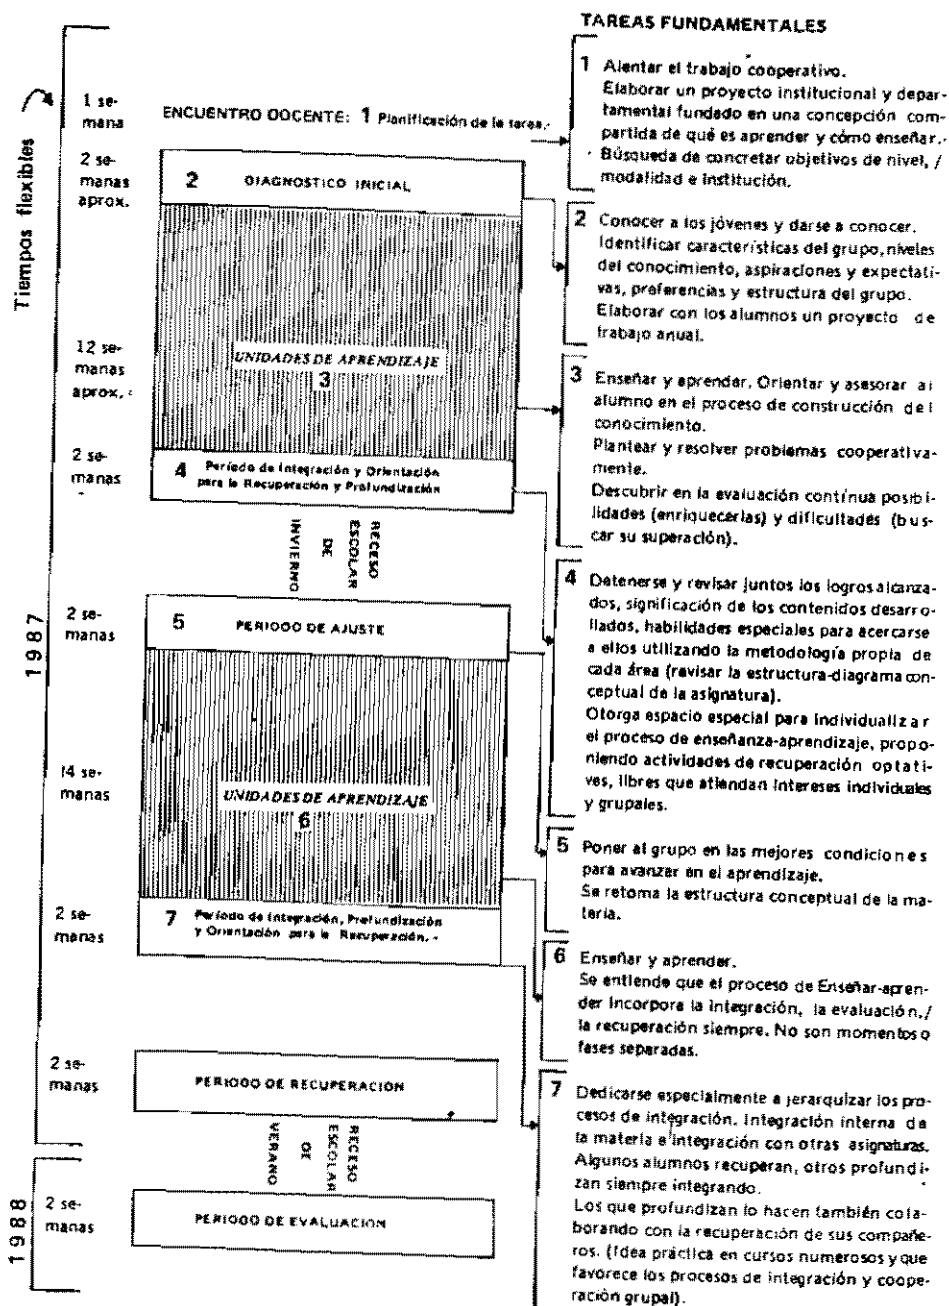 TAREAS FUNDAMENTALES
Tiempos flexibles
1987
1988
1 se-
mana
ENCUENTRO DOCENTE: 1 Planificación de la tarea.-
2 se-
manas
aprox.
2 DIAGNOSTICO INICIAL
12 se-
manas
aprox.
UNIDADES DE APRENDIZAJE
3
2 se-
manas
4 Período de Integración y Orientación
para la Recuperación y Profundización
RECESO
ESCOLAR
DE
INVIERNO
2 se-
manas
5 PERIODO DE AJUSTE
14 se-
manas
UNIDADES DE APRENDIZAJE
6
2 se-
manas
7 Período de Integración, Profundización
y Orientación para la Recuperación.-
2 se-
manas
PERIODO DE RECUPERACION
RECESO
ESCOLAR
DE
VERANO
2 se-
manas
PERIODO DE EVALUACION
1 Alentar el trabajo cooperativo.
Elaborar un proyecto institucional y depar-
tamental fundado en una concepción com-
partida de qué es aprender y cómo enseñar.-
Búsqueda de concretar objetivos de nivel, /
modalidad e institución.
2 Conocer a los jóvenes y darse a conocer.
Identificar características del grupo, niveles
del conocimiento, aspiraciones y expectati-
vas, preferencias y estructura del grupo.
Elaborar con los alumnos un proyecto de
trabajo anual.
3 Enseñar y aprender. Orientar y asesorar al
alumno en el proceso de construcción del
conocimiento.
Plantear y resolver problemas cooperativa-
mente.
Descubrir en la evaluación contínua posibi-
lidades (enriquecerlas) y dificultades (bus-
car su superación).
4 Detenerse y revisar juntos los logros alcanza-
dos, significación de los contenidos desarro-
llados, habilidades especiales para acercarse
a ellos utilizando la metodología propia de
cada área (revisar la estructura-diagrama con-
ceptual de la asignatura).
Otorga espacio especial para individualizar
el proceso de enseñanza-aprendizaje, propo-
niendo actividades de recuperación optati-
vas, libres que atiendan intereses individuales
y grupales.
5 Poner al grupo en las mejores condiciones
para avanzar en el aprendizaje.
Se retoma la estructura conceptual de la ma-
teria.
6 Enseñar y aprender.
Se entiende que el proceso de Enseñar-apren-
der incorpora la integración, la evaluación, /
la recuperación siempre. No son momentos o
fases separadas.
7 Dedicarse especialmente a jerarquizar los pro-
cesos de integración. Integración interna de
la materia e integración con otras asignaturas.
Algunos alumnos recuperan, otros profundi-
zan siempre integrando.
Los que profundizan lo hacen también cola-
borando con la recuperación de sus compañe-
ros. (Idea práctica en cursos numerosos y que
favorece los procesos de integración y coope-
ración grupal).